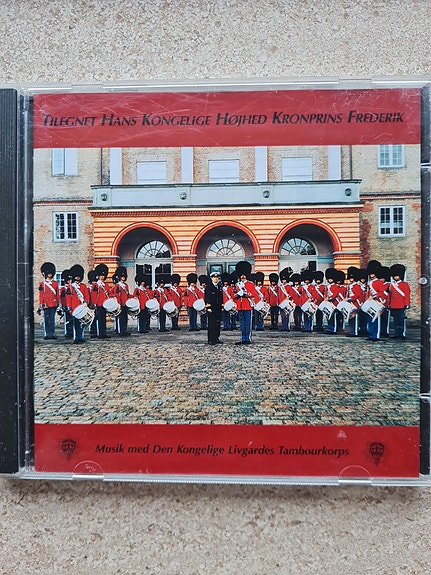 Tilegnet Hans Kongelige Højhed Kronprins Frederik
Musik med Den Kongelige Livgardes Tambourkorps